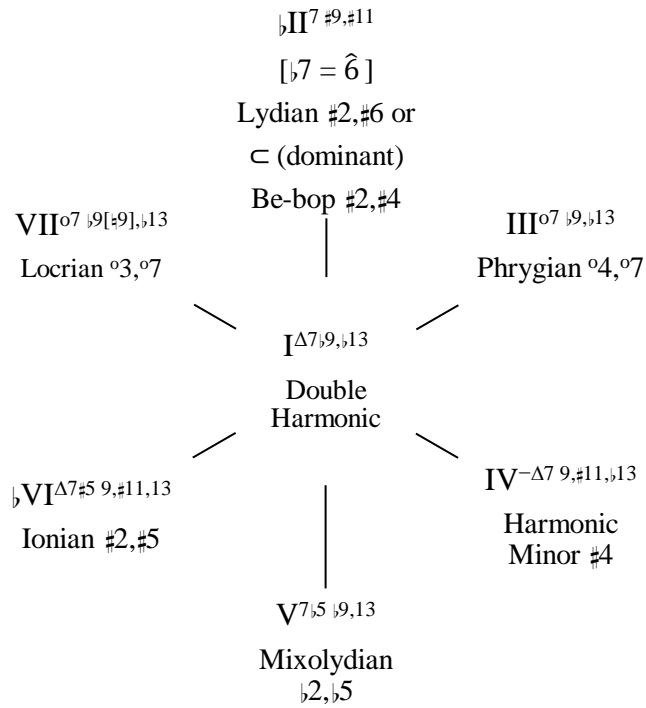 ♭II7 ♯9,♯11
[♭7 = 6̂ ]
Lydian ♯2,♯6 or
⊂ (dominant)
Be-bop ♯2,♯4
VIIo7 ♭9[♮9],♭13
Locrian o3,o7
IIIo7 ♭9,♭13
Phrygian o4,o7
IΔ7♭9,♭13
Double
Harmonic
♭VIΔ7♯5 9,♯11,13
Ionian ♯2,♯5
IV−Δ7 9,♯11,♭13
Harmonic
Minor ♯4
V7♭5 ♭9,13
Mixolydian
♭2,♭5